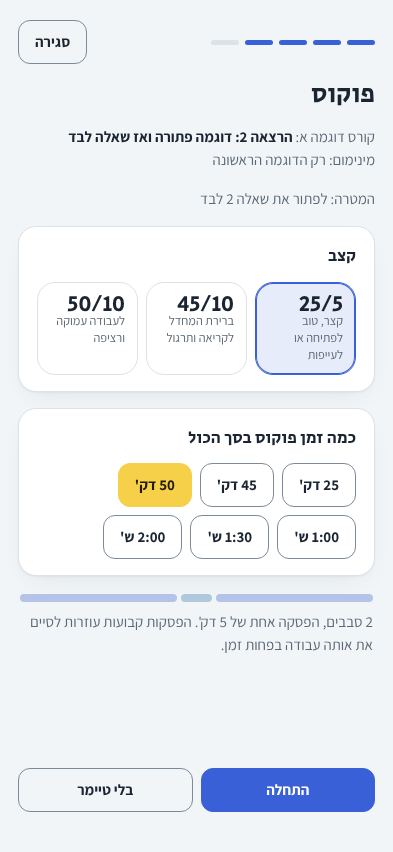 סגירה
פוקוס
קורס דוגמה א: הרצאה 2: דוגמה פתורה ואז שאלה לבד
מינימום: רק הדוגמה הראשונה
המטרה: לפתור את שאלה 2 לבד
קצב
25/5
קצר, טוב
לפתיחה או
לעייפות
45/10
ברירת המחדל
לקריאה ותרגול
50/10
לעבודה עמוקה
ורציפה
כמה זמן פוקוס בסך הכול
25 דק'
45 דק'
50 דק'
1:00 ש'
1:30 ש'
2:00 ש'
2 סבבים, הפסקה אחת של 5 דק'. הפסקות קבועות עוזרות לסיים
את אותה עבודה בפחות זמן.
התחלה
בלי טיימר